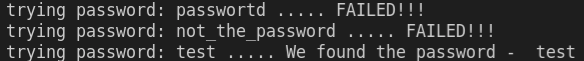 trying password: passwortd ..... FAILED!!!
trying password: not_the_password ..... FAILED!!!
trying password: test ..... We found the password -  test